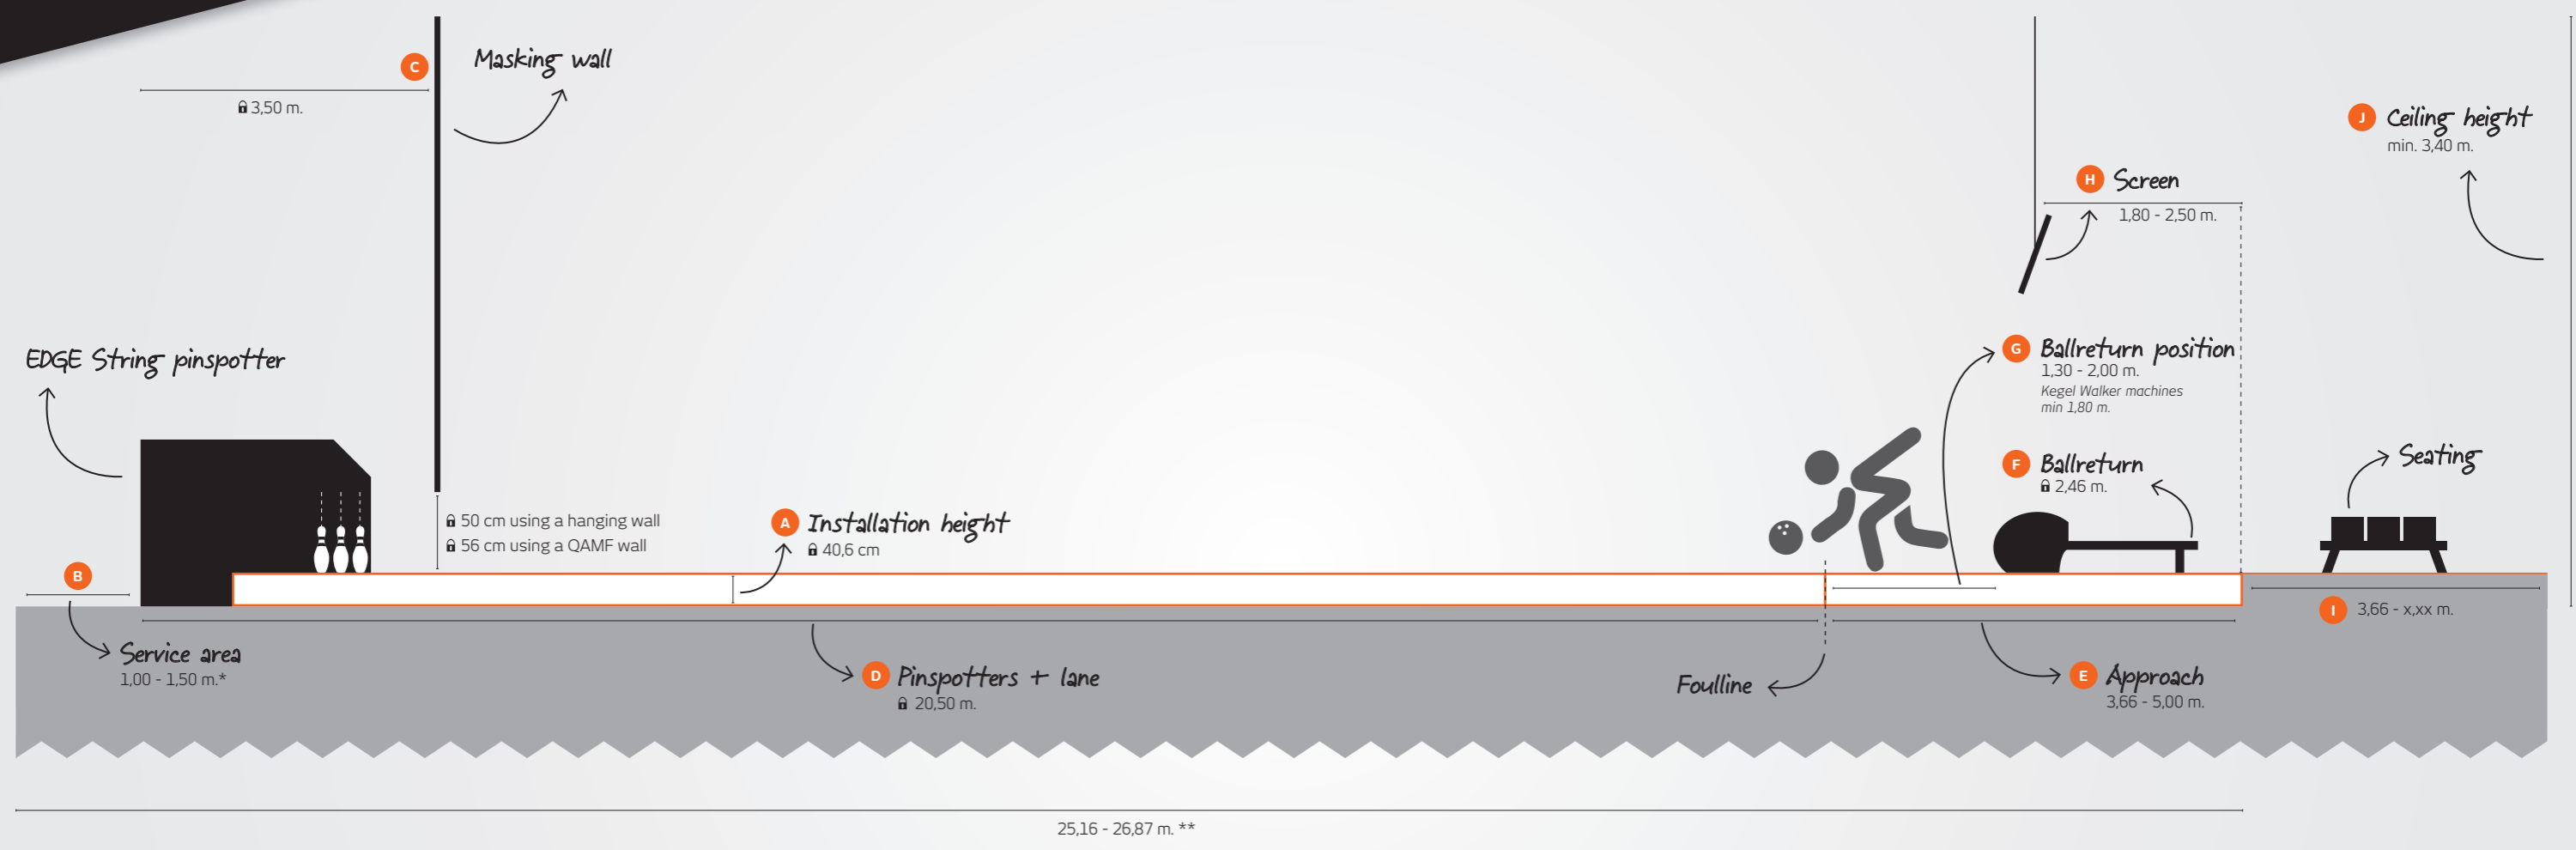 C
Masking wall
3,50 m.
J
Ceiling height
min. 3,40 m.
H
Screen
1,80 - 2,50 m.
EDGE String pinspotter
G
Ballreturn position
1,30 - 2,00 m.
Kegel Walker machines
min 1,80 m.
F
Ballreturn
2,46 m.
Seating
50 cm using a hanging wall
56 cm using a QAMF wall
A
Installation height
40,6 cm
B
Service area
1,00 - 1,50 m.*
D
Pinspotters + lane
20,50 m.
Foulline
E
Approach
3,66 - 5,00 m.
I
3,66 - x,xx m.
25,16 - 26,87 m. **